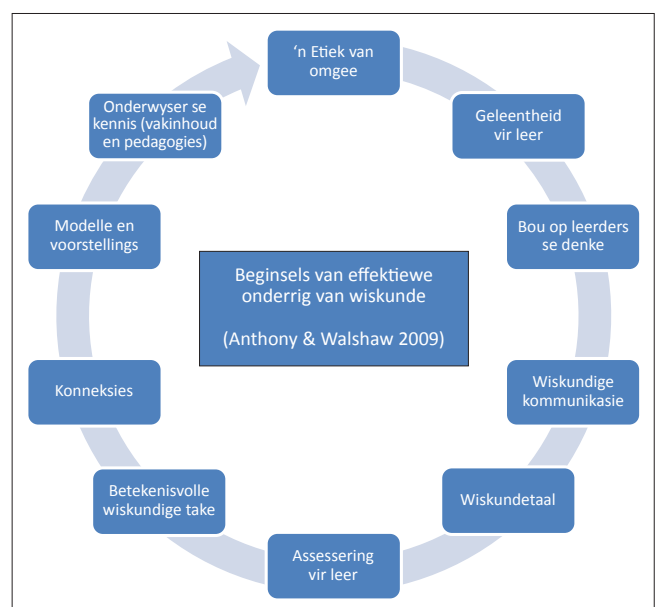 'n Etiek van
omgee
Geleentheid
vir leer
Bou op leerders
se denke
Wiskundige
kommunikasie
Wiskundetaal
Assessering
vir leer
Betekenisvolle
wiskundige take
Konneksies
Modelle en
voorstellings
Onderwyser se
kennis (vakinhoud
en pedagogies)
Beginsels van effektiewe
onderrig van wiskunde
(Anthony & Walshaw 2009)